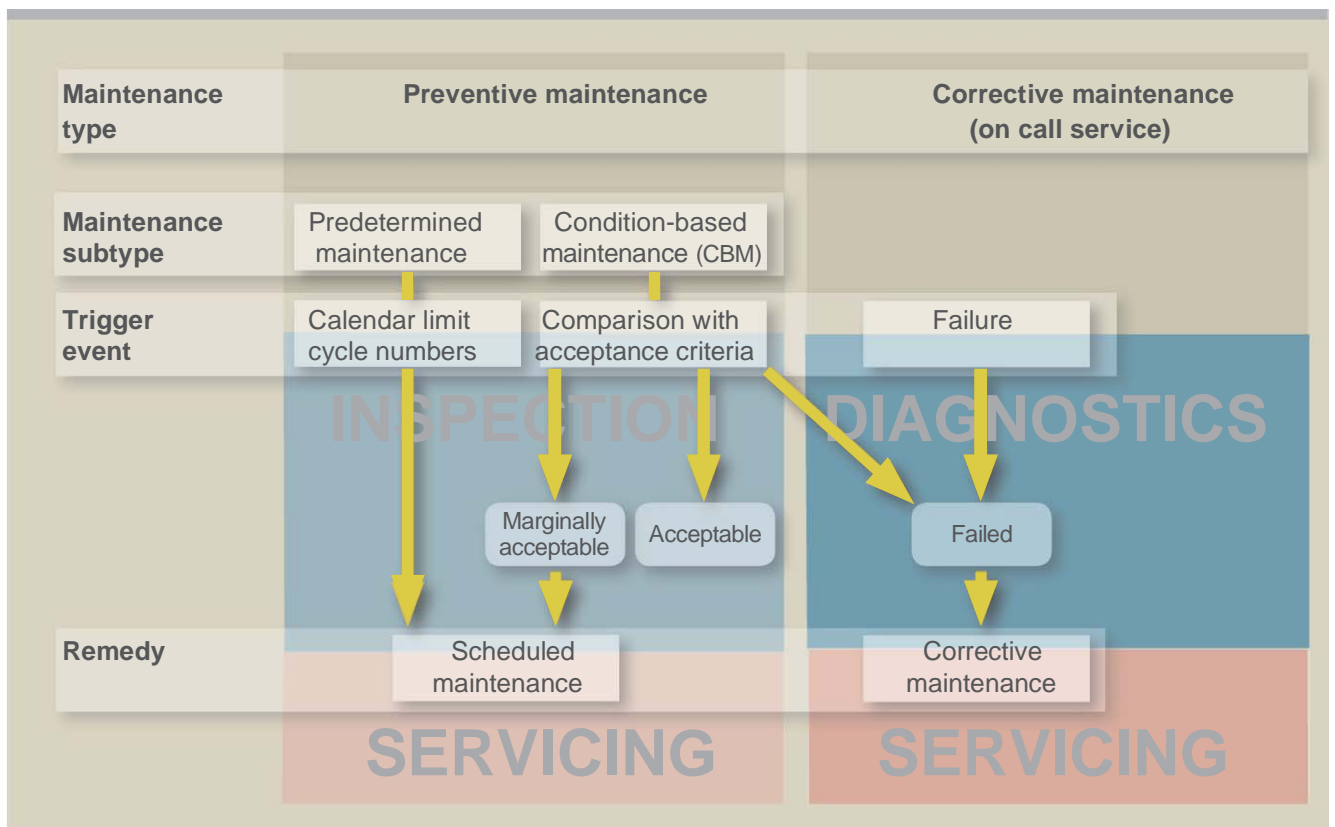 Maintenance
type
Preventive maintenance
Corrective maintenance
(on call service)
Maintenance
subtype
Predetermined
maintenance
Condition-based
maintenance (CBM)
Trigger
event
Calendar limit
cycle numbers
Comparison with
acceptance criteria
Failure
INSPECTION
DIAGNOSTICS
Marginally
acceptable
Acceptable
Failed
Remedy
Scheduled
maintenance
Corrective
maintenance
SERVICING
SERVICING